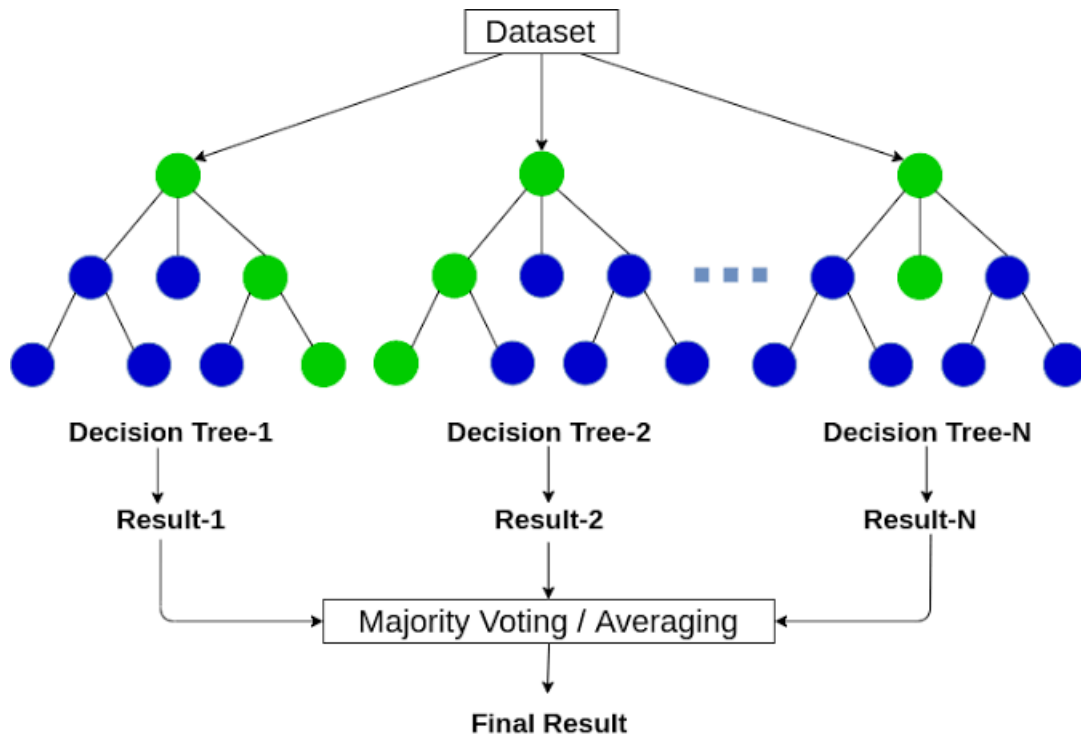 Dataset
Decision Tree-1
Decision Tree-2
Decision Tree-N
Result-1
Result-2
Result-N
Majority Voting / Averaging
Final Result